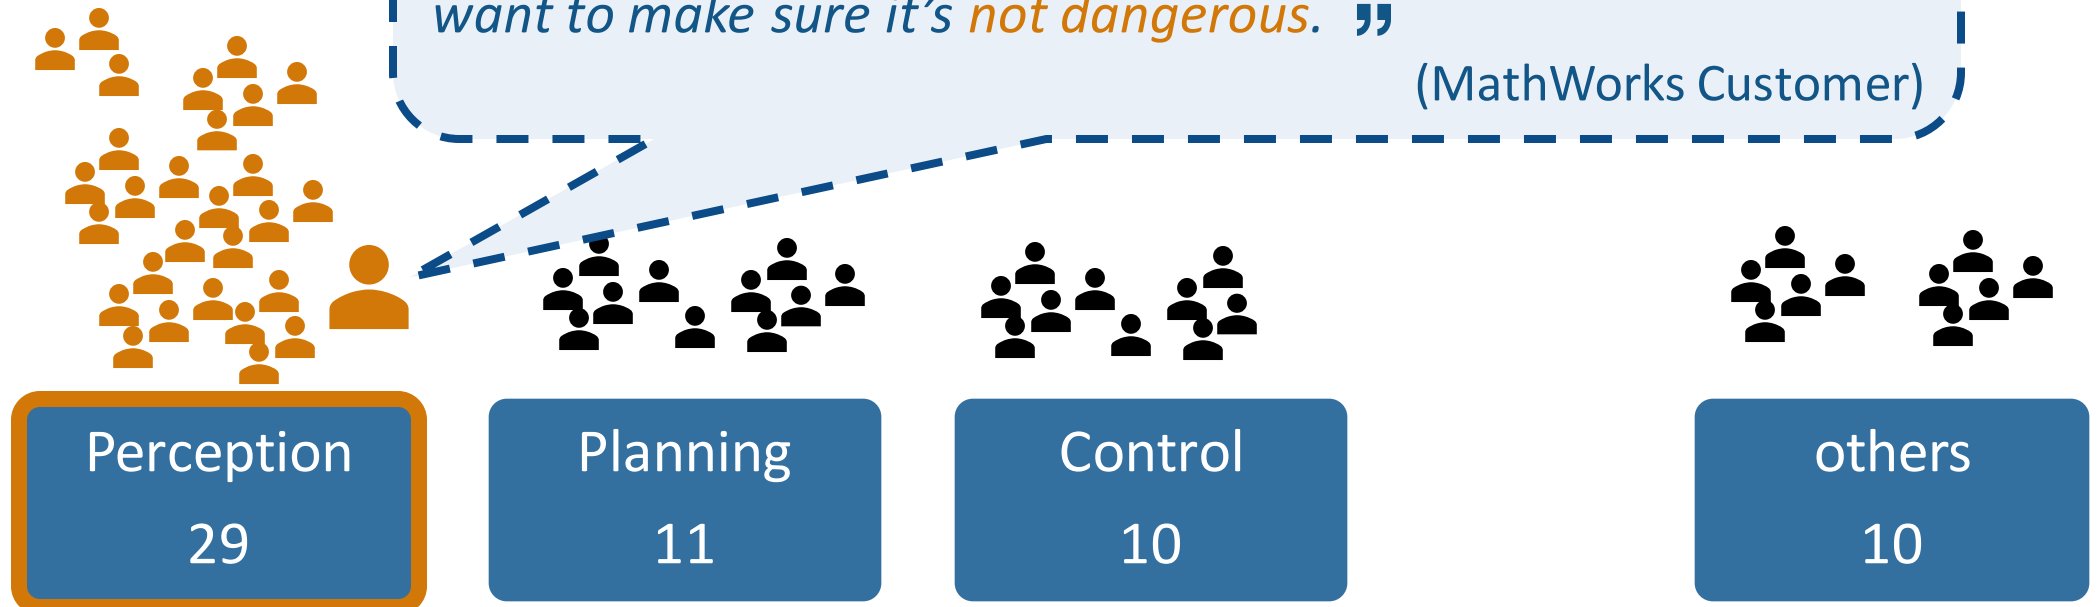 want to make sure it's not dangerous. ”
(MathWorks Customer)
Perception
29
Planning
11
Control
10
others
10